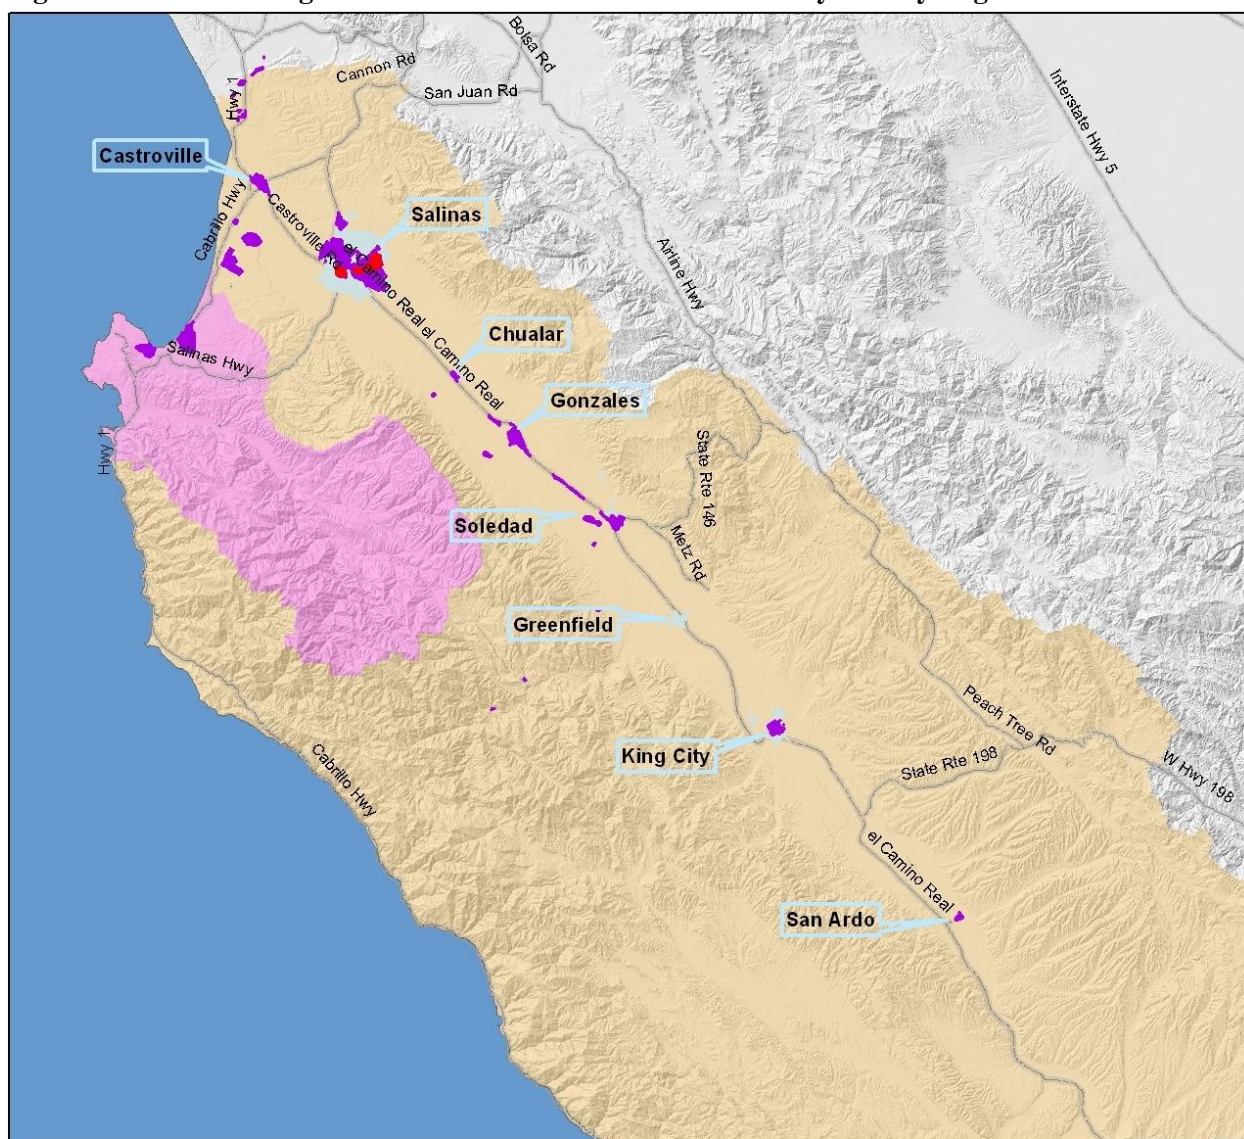 Bolsa Rd
Cannon Rd
San Juan Rd
Hwy 1
Interstate Hwy 5
Castroville
Cabrillo Hwy
Castroville Rd
Salinas
Airline Hwy
el Camino Real
el Camino Real
Chualar
Salinas Hwy
Gonzales
Hwy 1
State Rte 146
Soledad
Metz Rd
Greenfield
Peach Tree Rd
King City
State Rte 198
W Hwy 198
Cabrillo Hwy
el Camino Real
San Ardo